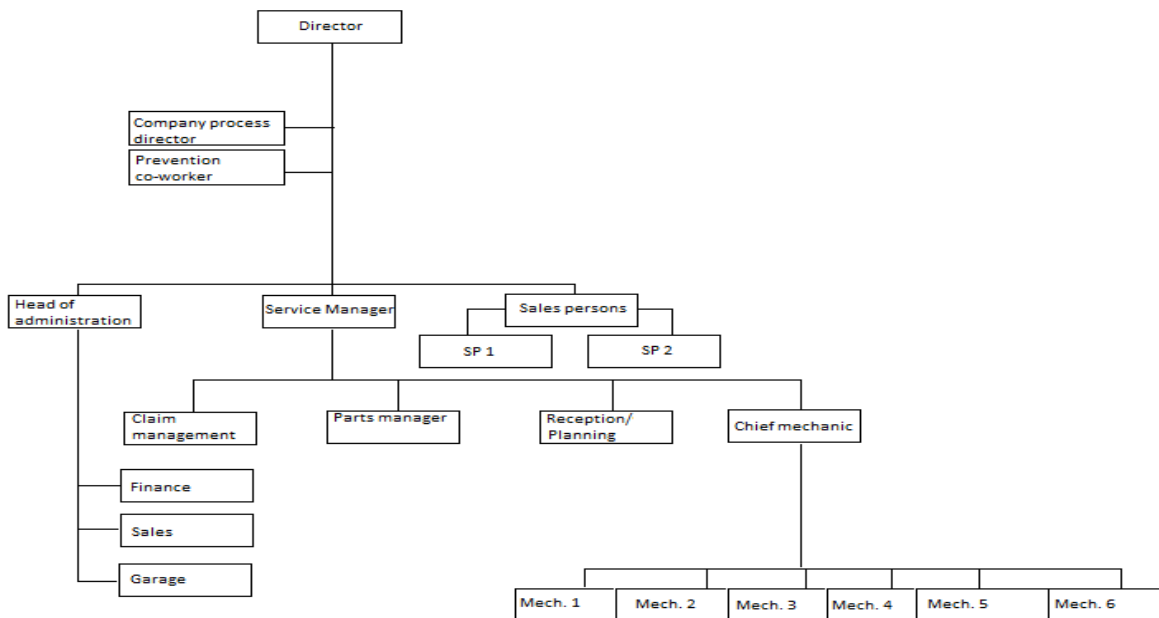 Director
Company process
director
Prevention
co-worker
Head of
administration
Service Manager
Sales persons
SP 1
SP 2
Claim
management
Parts manager
Reception/
Planning
Chief mechanic
Finance
Sales
Garage
Mech. 1
Mech. 2
Mech. 3
Mech. 4
Mech. 5
Mech. 6